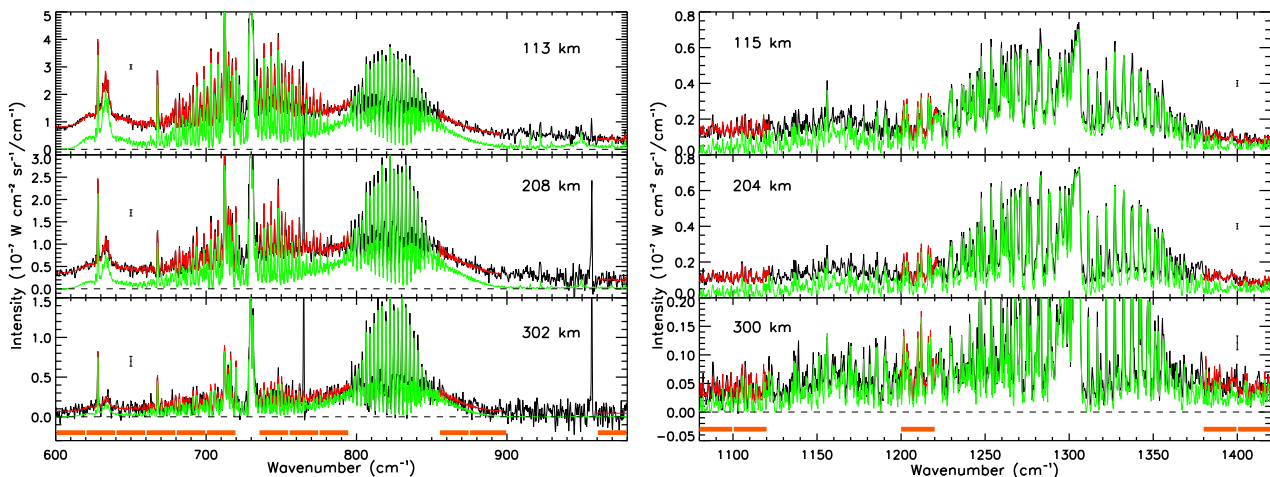 5
4
3
2
1
0
113 km
3.0
2.5
2.0
1.5
1.0
0.5
0.0
208 km
1.5
1.0
0.5
0.0
302 km
Intensity (10⁻⁷ W cm⁻² sr⁻¹/cm⁻¹)
600 700 800 900
Wavenumber (cm⁻¹)
0.8
0.6
0.4
0.2
0.0
115 km
0.8
0.6
0.4
0.2
0.0
204 km
0.20
0.15
0.10
0.05
0.00
−0.05
300 km
Intensity (10⁻⁷ W cm⁻² sr⁻¹/cm⁻¹)
1100 1150 1200 1250 1300 1350 1400
Wavenumber (cm⁻¹)